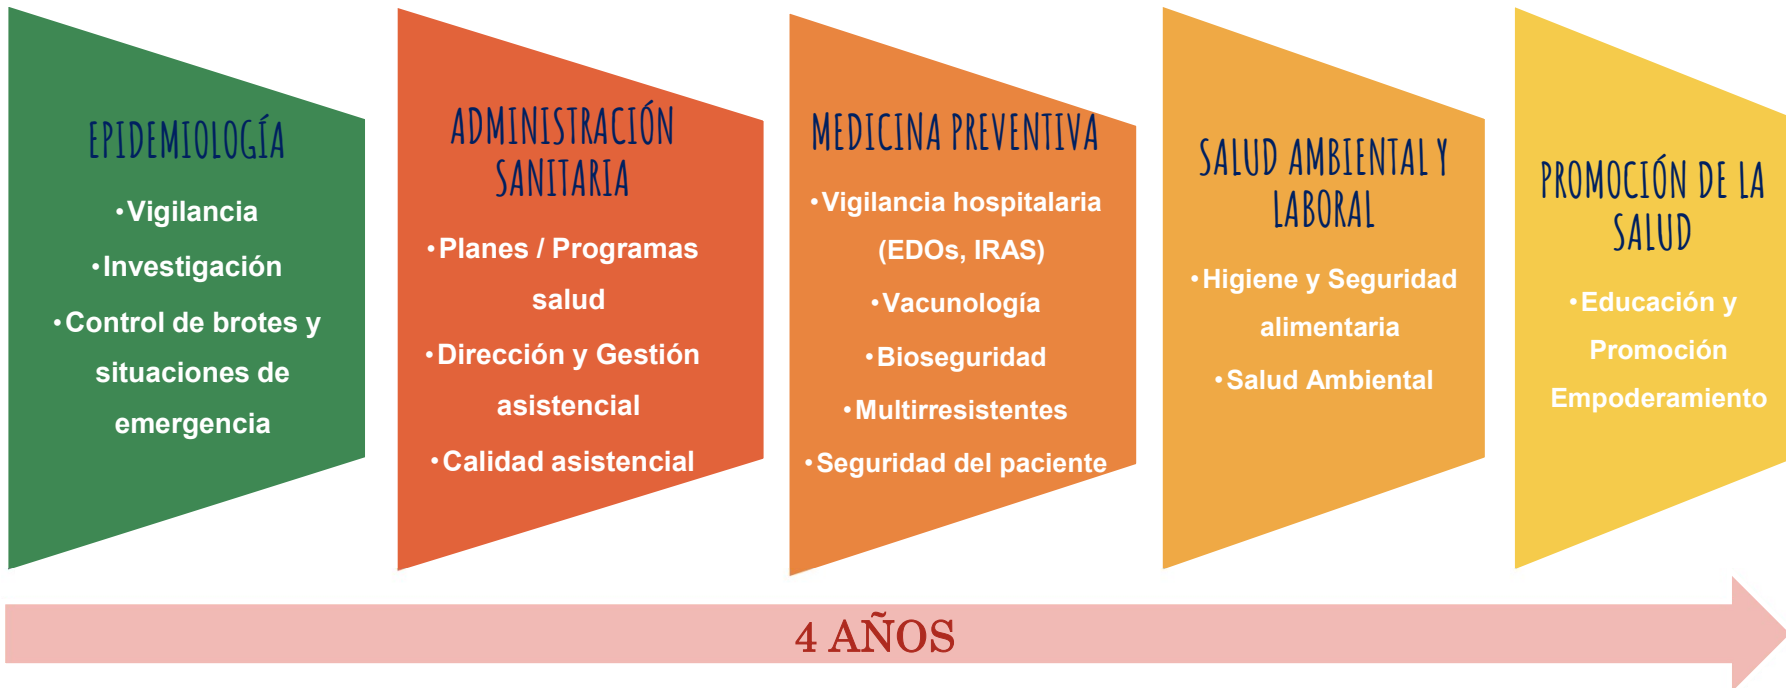 EPIDEMIOLOGÍA
•Vigilancia
•Investigación
•Control de brotes y
situaciones de
emergencia
ADMINISTRACIÓN
SANITARIA
•Planes / Programas
salud
•Dirección y Gestión
asistencial
•Calidad asistencial
MEDICINA PREVENTIVA
•Vigilancia hospitalaria
(EDOs, IRAS)
•Vacunología
•Bioseguridad
•Multirresistentes
•Seguridad del paciente
SALUD AMBIENTAL Y
LABORAL
•Higiene y Seguridad
alimentaria
•Salud Ambiental
PROMOCIÓN DE LA
SALUD
•Educación y
Promoción
Empoderamiento
4 AÑOS